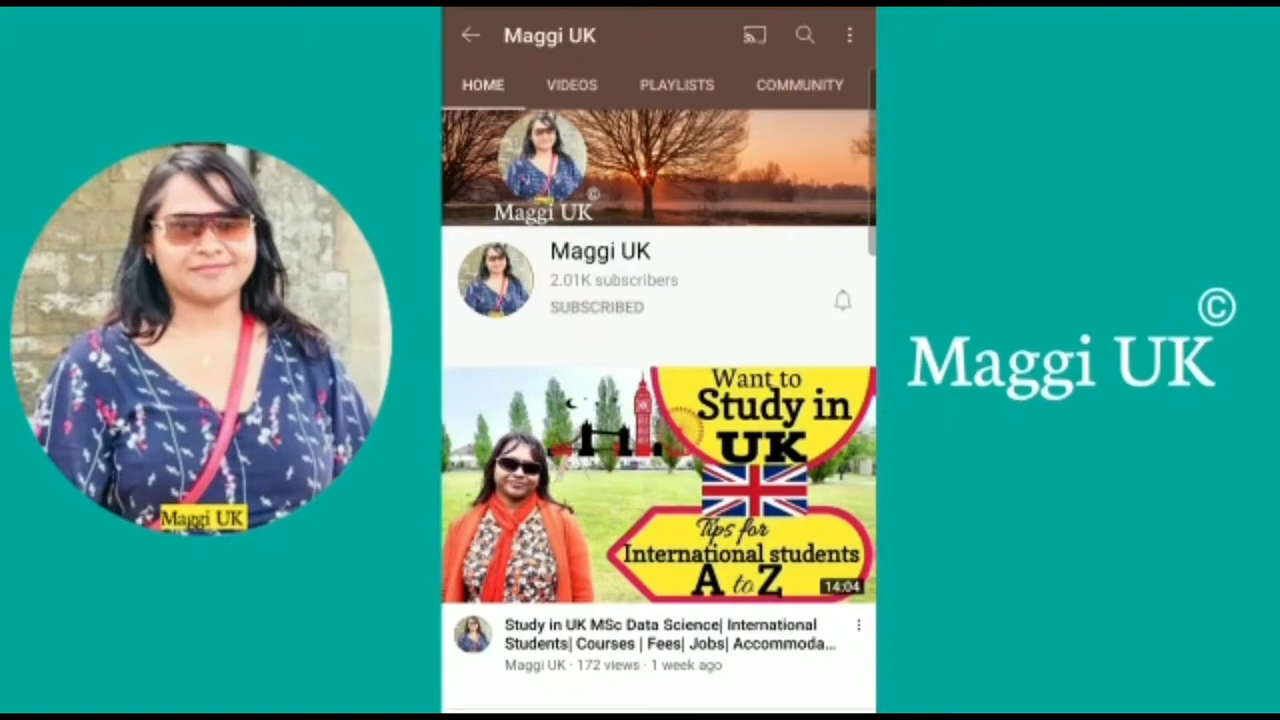 Maggi UK
HOME VIDEOS PLAYLISTS COMMUNITY
©
Maggi UK
Maggi UK
2.01K subscribers
SUBSCRIBED
Want to
Study in
UK
Tips for
International students
A to Z
14:04
Study in UK MSc Data Science| International
Students| Courses | Fees| Jobs| Accommoda...
Maggi UK · 172 views · 1 week ago
Maggi UK
©
Maggi UK